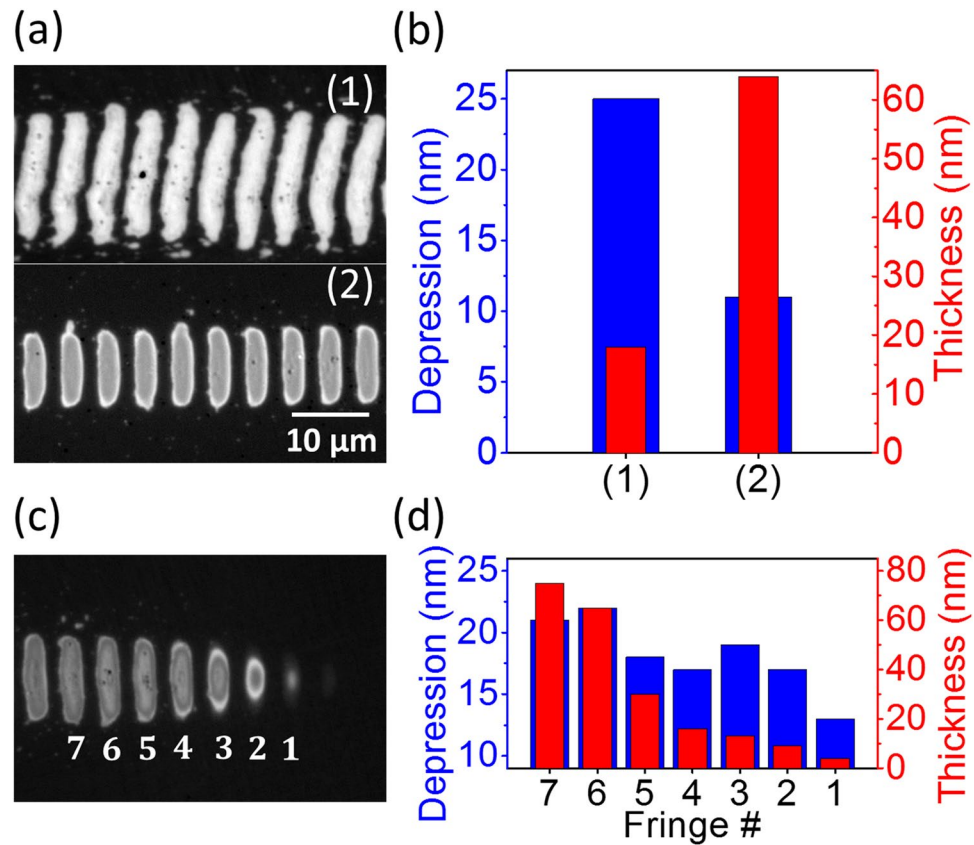 (a)
(1)
(2)
10 μm
(b)
Depression (nm)
25
20
15
10
5
0
Thickness (nm)
60
50
40
30
20
10
0
(1) (2)
(c)
7 6 5 4 3 2 1
(d)
Depression (nm)
25
20
15
10
Thickness (nm)
80
60
40
20
0
7 6 5 4 3 2 1
Fringe #